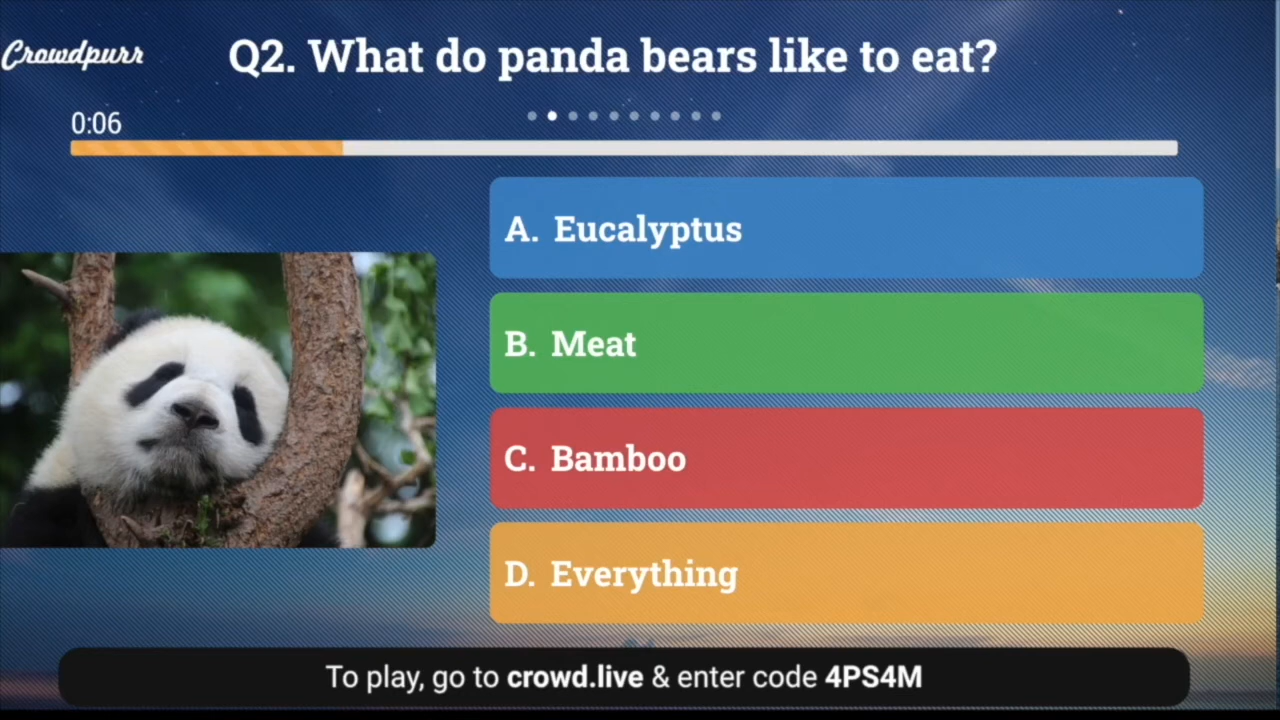 Crowdpurr
Q2. What do panda bears like to eat?
0:06
A. Eucalyptus
B. Meat
C. Bamboo
D. Everything
To play, go to crowd.live & enter code 4PS4M